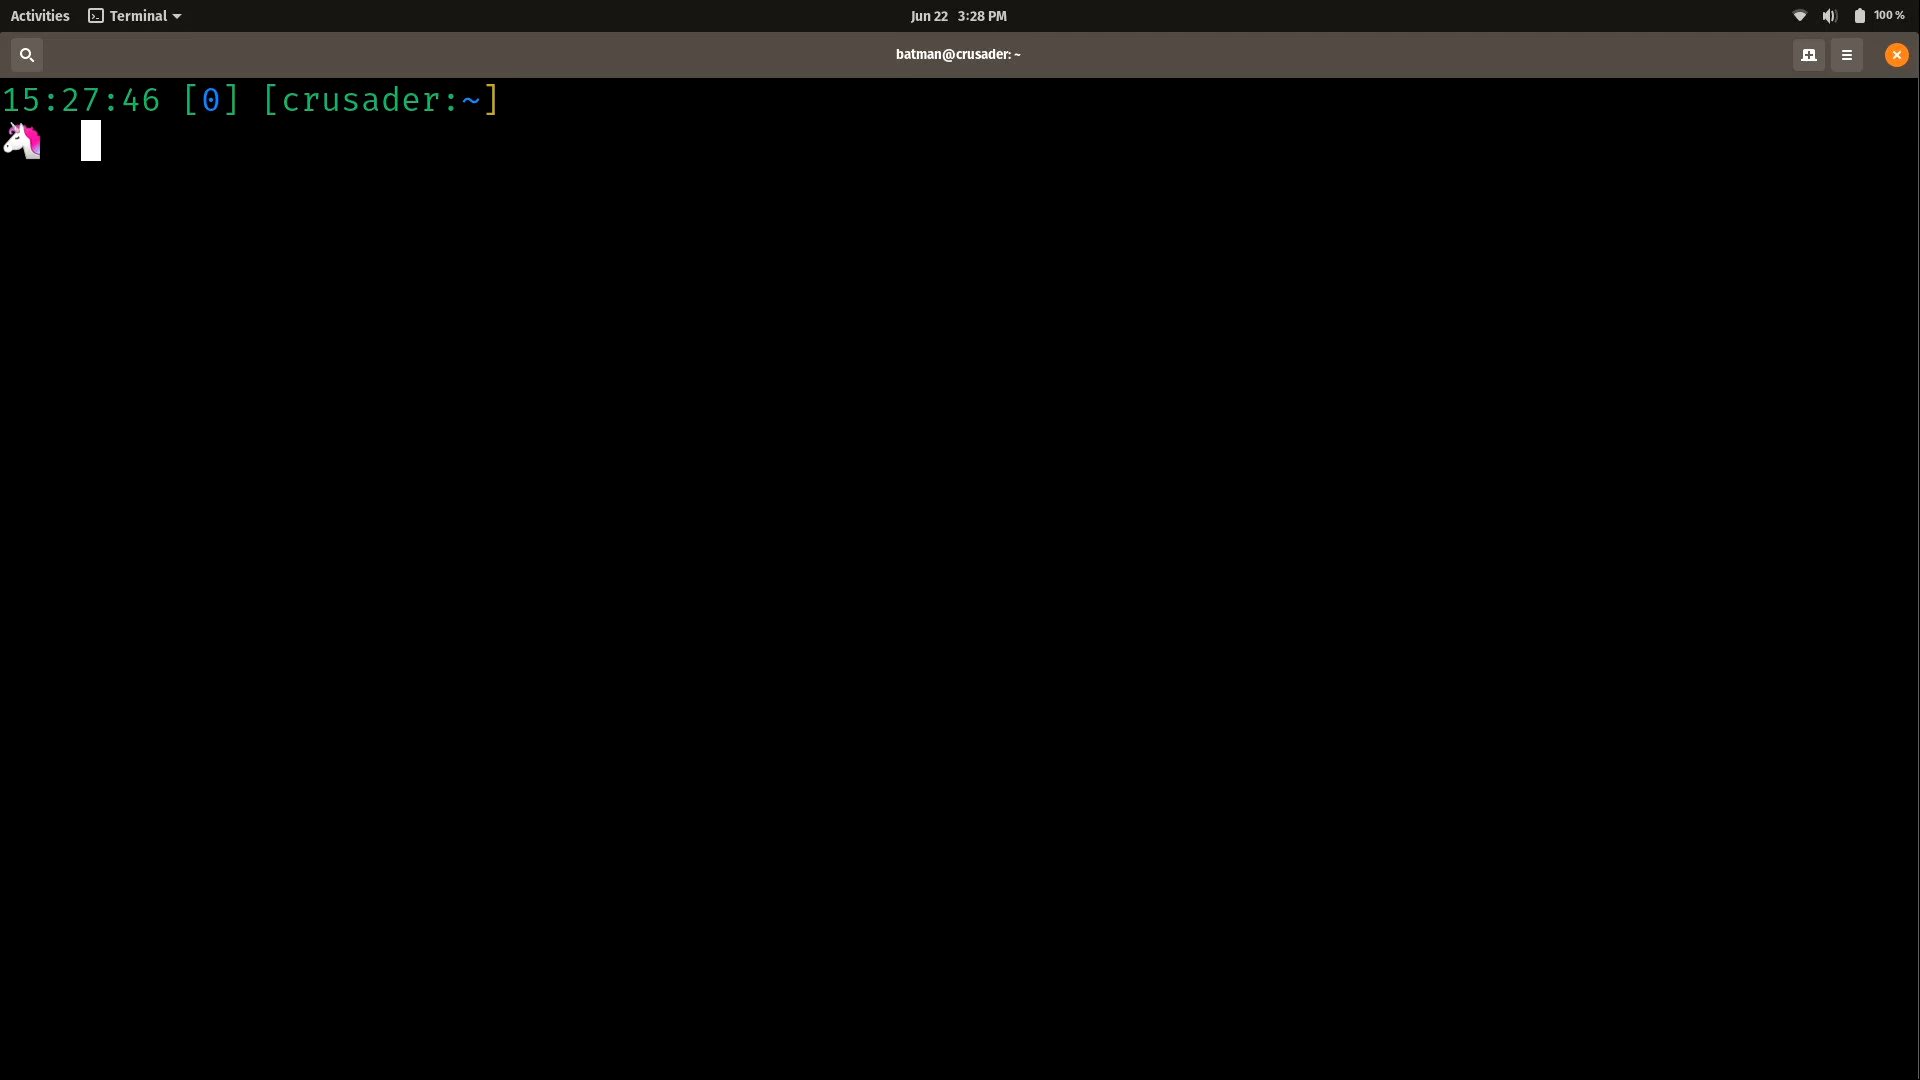 Activities Terminal Jun 22 3:28 PM 100 %
batman@crusader: ~
15:27:46 [0] [crusader:~]